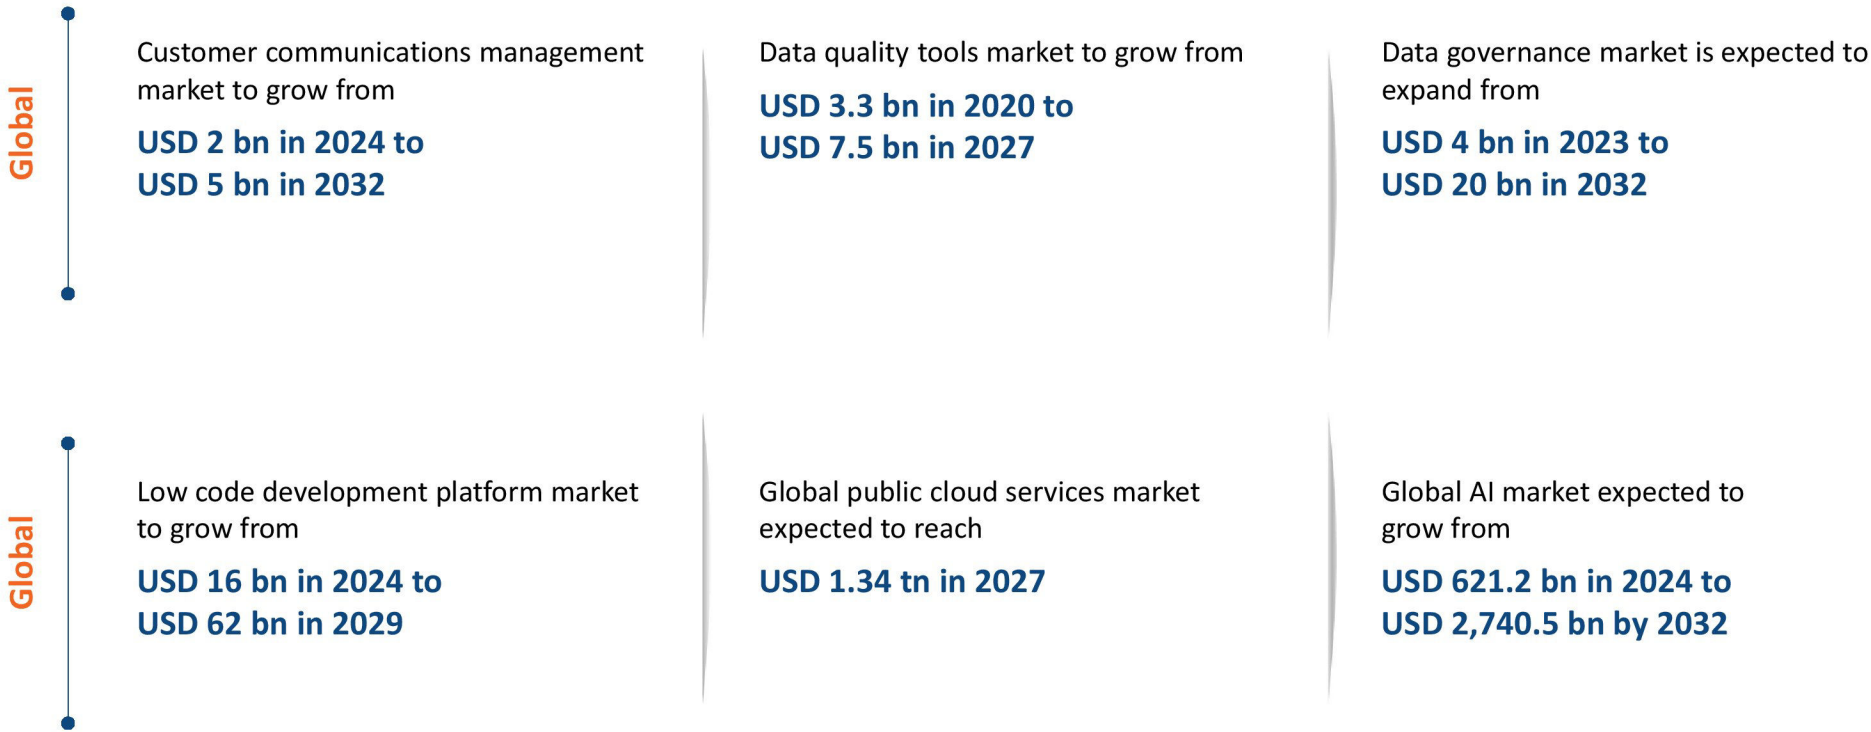 Global
Customer communications management
market to grow from
USD 2 bn in 2024 to
USD 5 bn in 2032
Data quality tools market to grow from
USD 3.3 bn in 2020 to
USD 7.5 bn in 2027
Data governance market is expected to
expand from
USD 4 bn in 2023 to
USD 20 bn in 2032
Global
Low code development platform market
to grow from
USD 16 bn in 2024 to
USD 62 bn in 2029
Global public cloud services market
expected to reach
USD 1.34 tn in 2027
Global AI market expected to
grow from
USD 621.2 bn in 2024 to
USD 2,740.5 bn by 2032